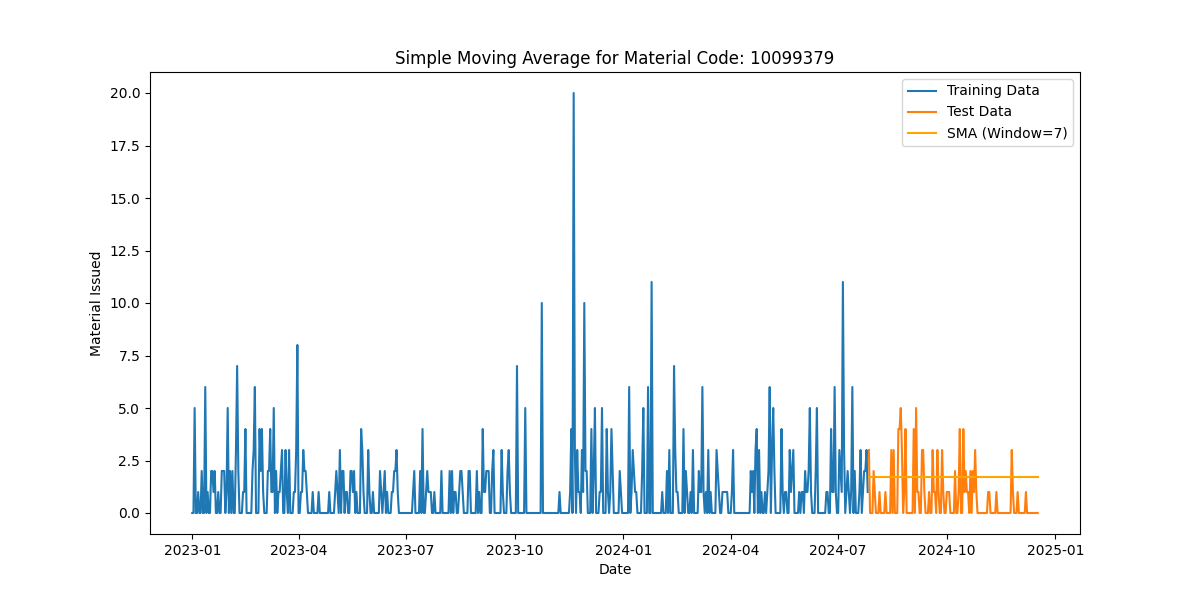 Simple Moving Average for Material Code: 10099379
Training Data
Test Data
SMA (Window=7)
Material Issued
20.0
17.5
15.0
12.5
10.0
7.5
5.0
2.5
0.0
2023-01 2023-04 2023-07 2023-10 2024-01 2024-04 2024-07 2024-10 2025-01
Date